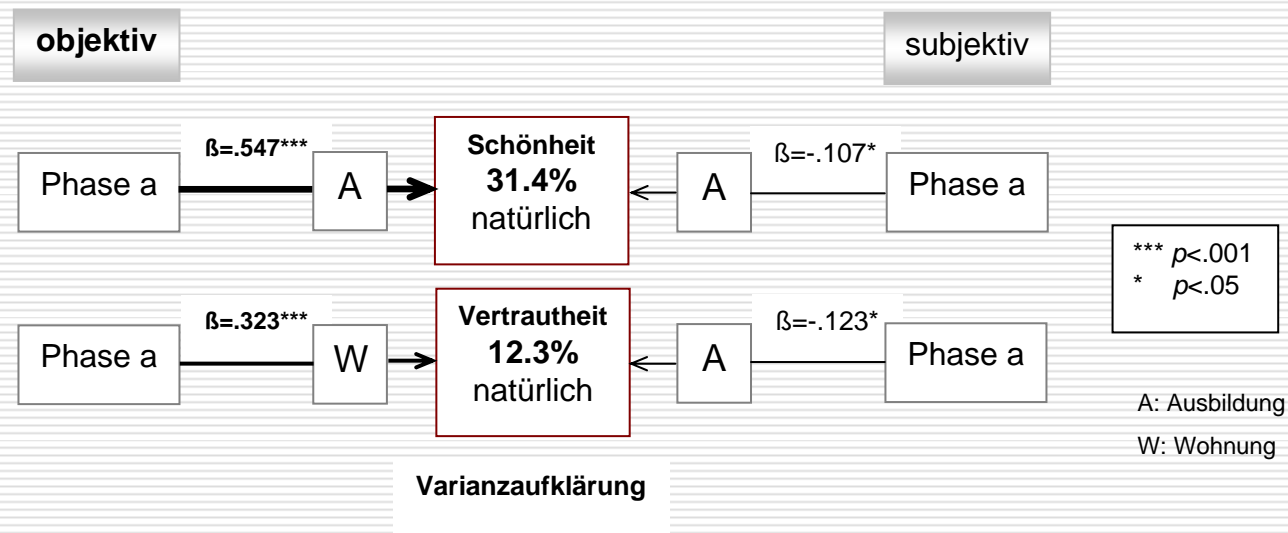 objektiv
subjektiv
Phase a
ß=.547***
A
Schönheit
31.4%
natürlich
A
ß=-.107*
Phase a
*** p<.001
* p<.05
Phase a
ß=.323***
W
Vertrautheit
12.3%
natürlich
A
ß=-.123*
Phase a
A: Ausbildung
W: Wohnung
Varianzaufklärung